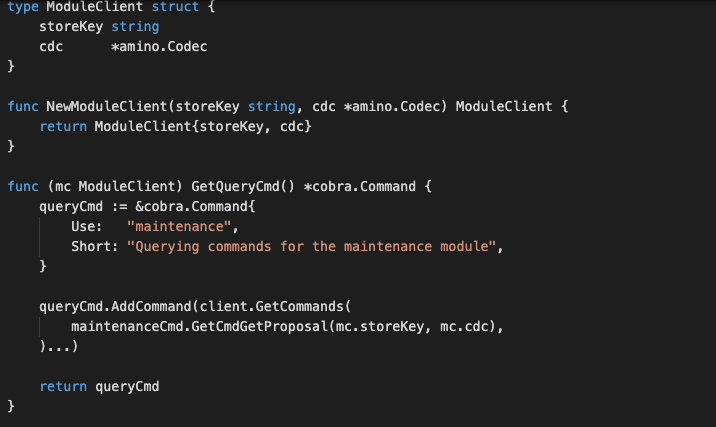 type ModuleClient struct {
    storeKey string
    cdc      *amino.Codec
}

func NewModuleClient(storeKey string, cdc *amino.Codec) ModuleClient {
    return ModuleClient{storeKey, cdc}
}

func (mc ModuleClient) GetQueryCmd() *cobra.Command {
    queryCmd := &cobra.Command{
        Use:   "maintenance",
        Short: "Querying commands for the maintenance module",
    }

    queryCmd.AddCommand(client.GetCommands(
        maintenanceCmd.GetCmdGetProposal(mc.storeKey, mc.cdc),
    )...)

    return queryCmd
}